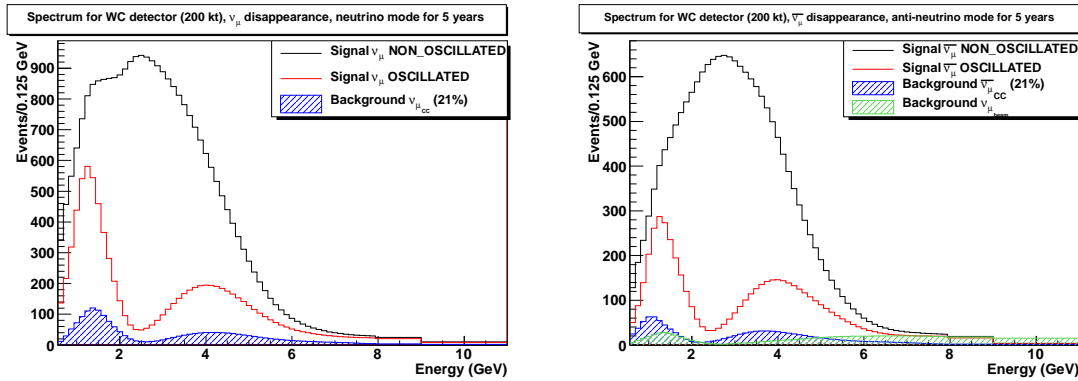 Spectrum for WC detector (200 kt), ν_μ disappearance, neutrino mode for 5 years
Events/0.125 GeV
900
800
700
600
500
400
300
200
100
0
Signal ν_μ NON_OSCILLATED
Signal ν_μ OSCILLATED
Background ν_μ_cc (21%)
2
4
6
8
10
Energy (GeV)
Spectrum for WC detector (200 kt), ν̅_μ disappearance, anti-neutrino mode for 5 years
Events/0.125 GeV
600
500
400
300
200
100
0
Signal ν̅_μ NON_OSCILLATED
Signal ν̅_μ OSCILLATED
Background ν̅_μ_CC (21%)
Background ν_μ_beam
2
4
6
8
10
Energy (GeV)